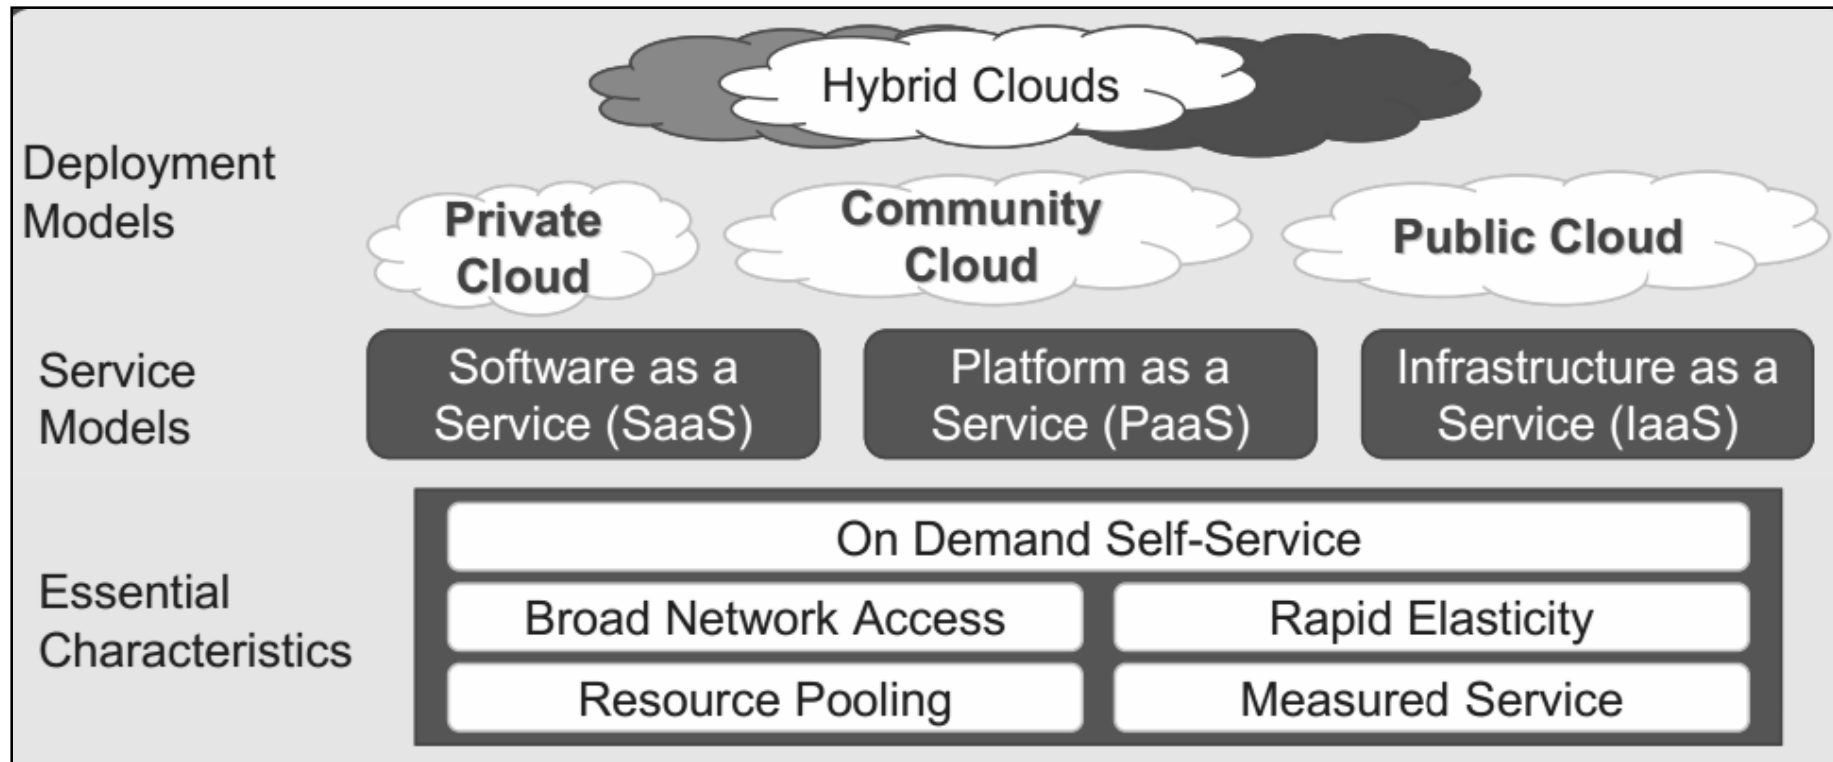 Hybrid Clouds
Deployment
Models
Private
Cloud
Community
Cloud
Public Cloud
Service
Models
Software as a
Service (SaaS)
Platform as a
Service (PaaS)
Infrastructure as a
Service (IaaS)
Essential
Characteristics
On Demand Self-Service
Broad Network Access
Rapid Elasticity
Resource Pooling
Measured Service